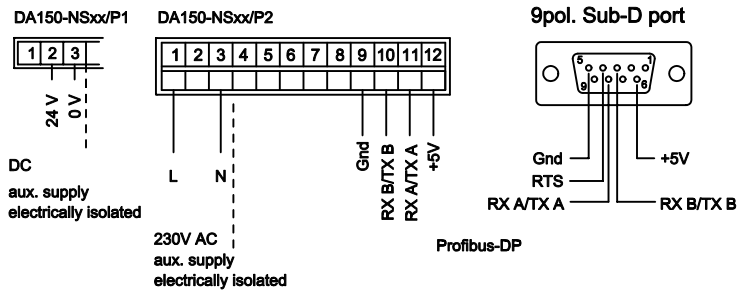 DA150-NSxx/P1
1 2 3
24 V
0 V
DC
aux. supply
electrically isolated
DA150-NSxx/P2
1 2 3 4 5 6 7 8 9 10 11 12
L
N
Gnd
RX B/TX B
RX A/TX A
+5V
230V AC
aux. supply
electrically isolated
Profibus-DP
9pol. Sub-D port
5 1
9 6
Gnd
+5V
RTS
RX A/TX A
RX B/TX B